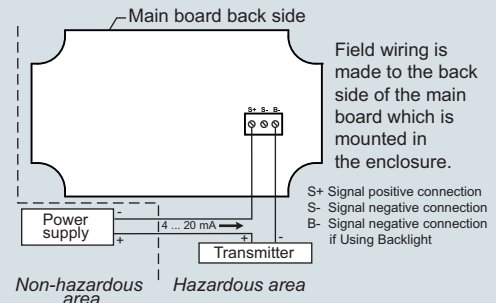 Main board back side
Field wiring is
made to the back
side of the main
board which is
mounted in
the enclosure.
S+ S- B-
S+ Signal positive connection
S- Signal negative connection
B- Signal negative connection
if Using Backlight
Power
supply
-
+
4 ... 20 mA
+ -
Transmitter
Non-hazardous
area
Hazardous area